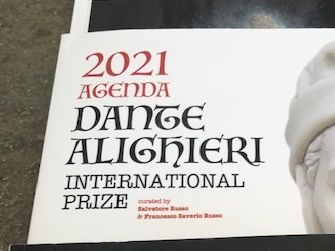 2021
AGENDA
DANTE
ALIGHIERI
INTERNATIONAL
PRIZE
curated by
Salvatore Russo
& Francesco Saverio Russo